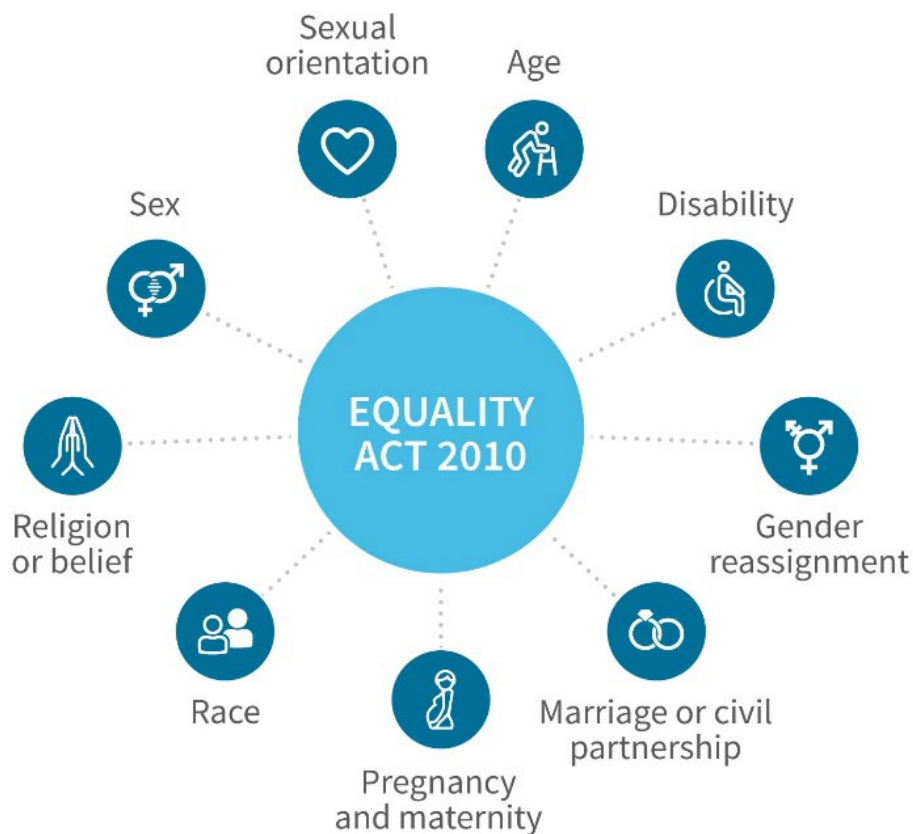 Sexual
orientation
Age
Sex
Disability
EQUALITY
ACT 2010
Religion
or belief
Gender
reassignment
Race
Marriage or civil
partnership
Pregnancy
and maternity